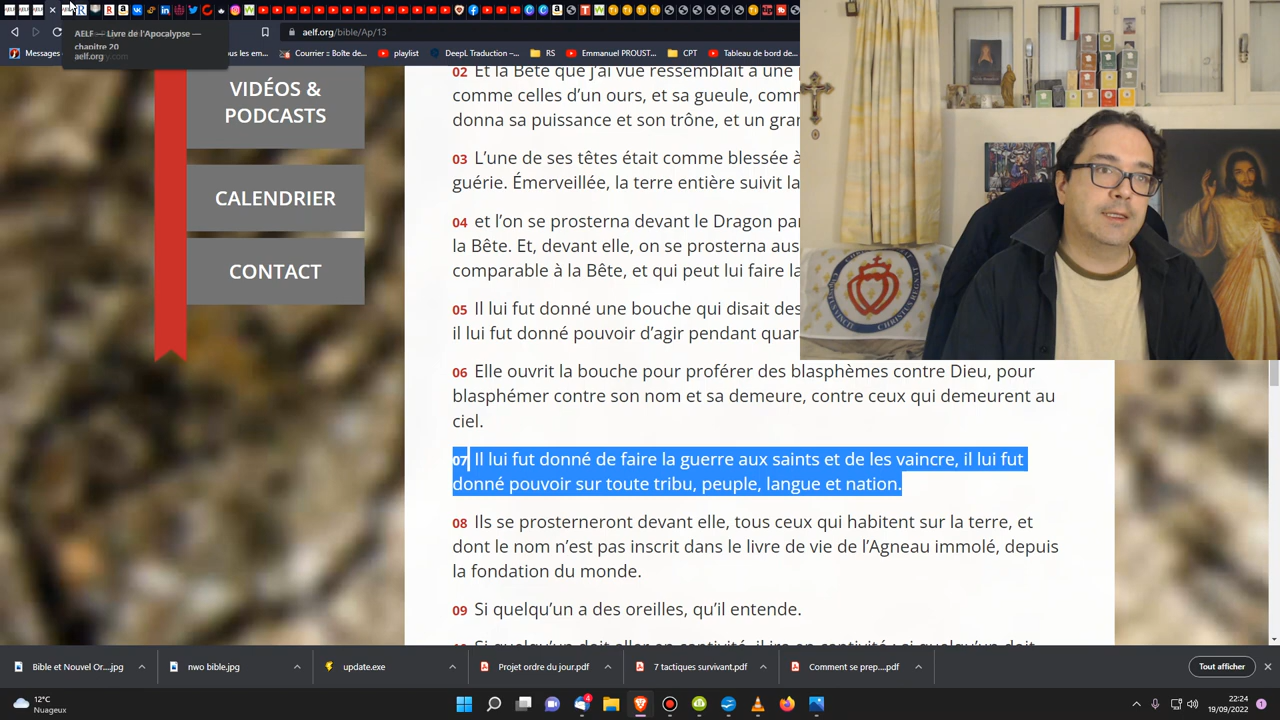 AELF — Livre de l'Apocalypse —
chapitre 20
aelf.org
aelf.org/bible/Ap/13
Messages
Courrier :: Boîte de...
playlist
DeepL Traduction –...
RS
Emmanuel PROUST...
CPT
Tableau de bord de...
VIDÉOS &
PODCASTS
CALENDRIER
CONTACT
02 Et la Bête que j'ai vue ressemblait à une
comme celles d'un ours, et sa gueule, comm
donna sa puissance et son trône, et un gran
03 L'une de ses têtes était comme blessée à
guérie. Émerveillée, la terre entière suivit la
04 et l'on se prosterna devant le Dragon par
la Bête. Et, devant elle, on se prosterna aus
comparable à la Bête, et qui peut lui faire la
05 Il lui fut donné une bouche qui disait des
il lui fut donné pouvoir d'agir pendant quar
06 Elle ouvrit la bouche pour proférer des blasphèmes contre Dieu, pour
blasphémer contre son nom et sa demeure, contre ceux qui demeurent au
ciel.
07 Il lui fut donné de faire la guerre aux saints et de les vaincre, il lui fut
donné pouvoir sur toute tribu, peuple, langue et nation.
08 Ils se prosterneront devant elle, tous ceux qui habitent sur la terre, et
dont le nom n'est pas inscrit dans le livre de vie de l'Agneau immolé, depuis
la fondation du monde.
09 Si quelqu'un a des oreilles, qu'il entende.
Bible et Nouvel Or....jpg
nwo bible.jpg
update.exe
Projet ordre du jour.pdf
7 tactiques survivant.pdf
Comment se prep....pdf
Tout afficher
12°C
Nuageux
4
22:24
19/09/2022
1